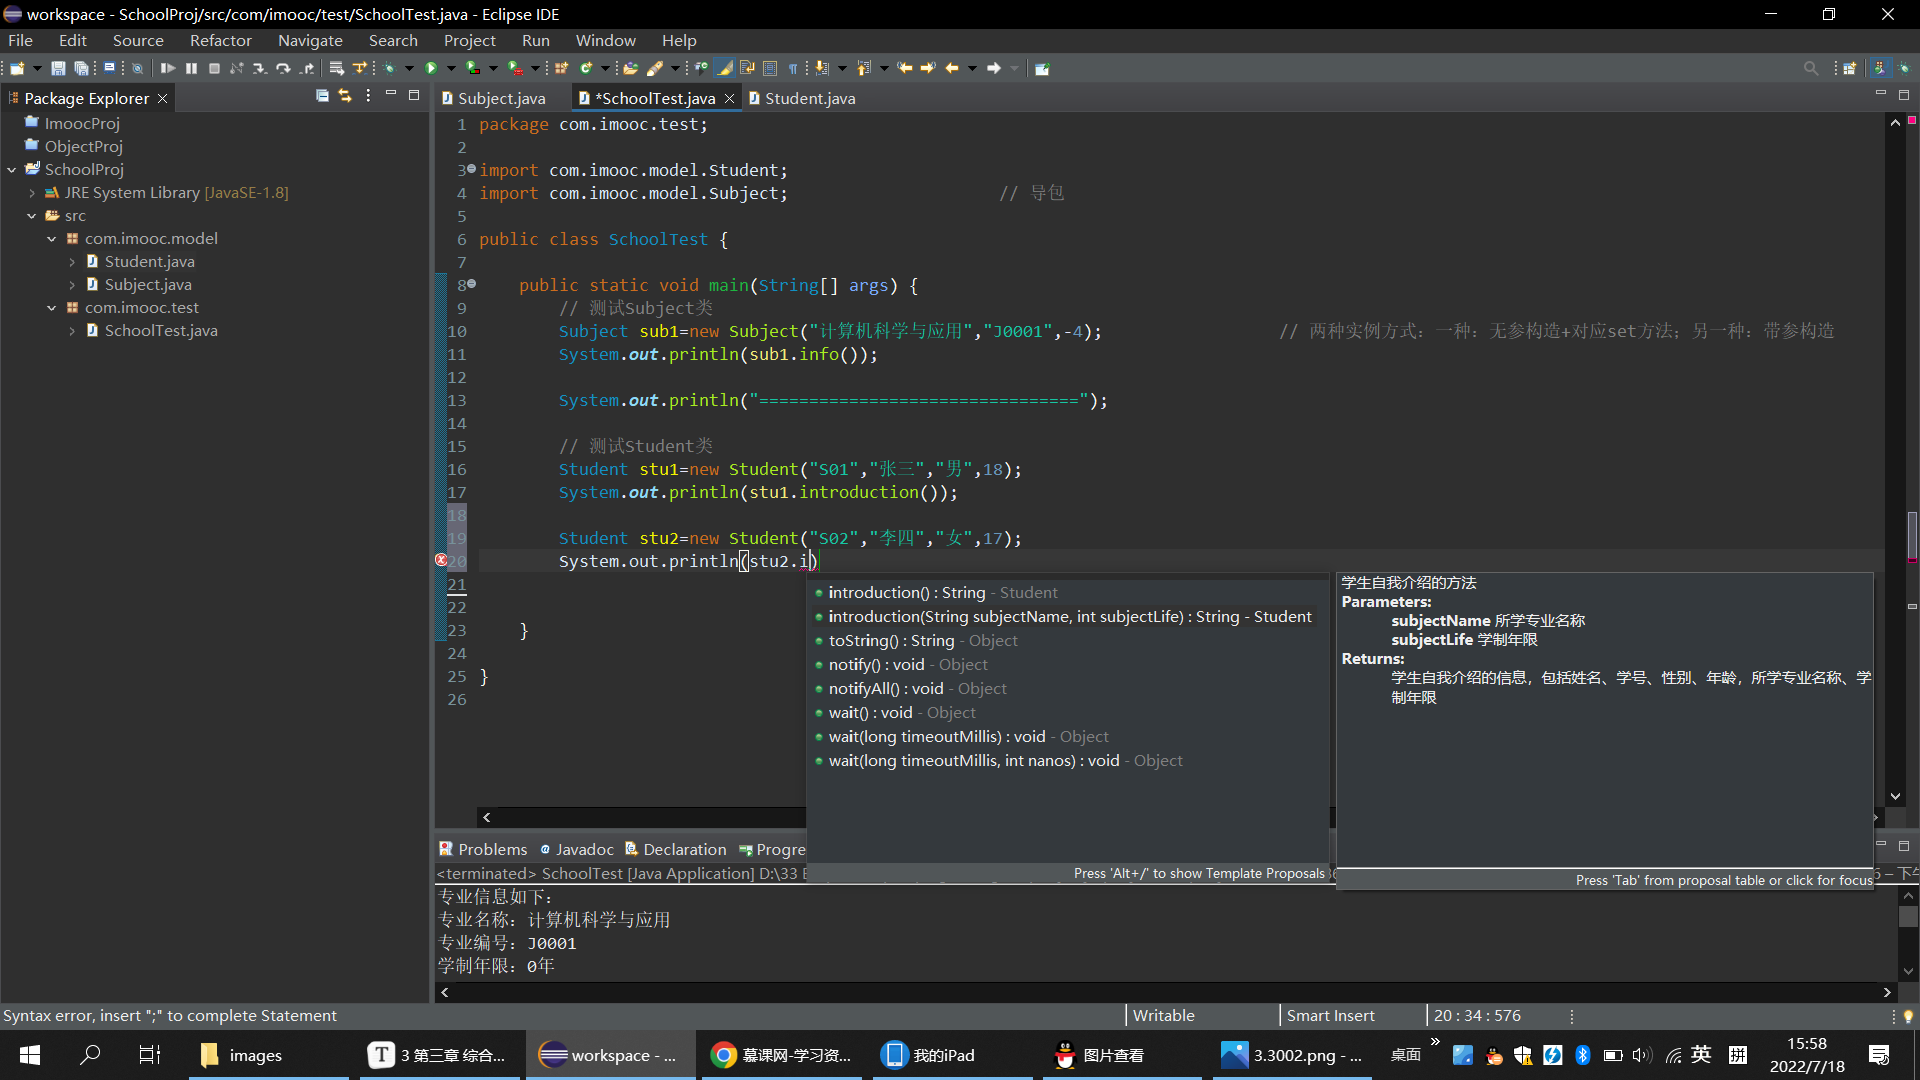 workspace - SchoolProj/src/com/imooc/test/SchoolTest.java - Eclipse IDE
File Edit Source Refactor Navigate Search Project Run Window Help
Package Explorer
Subject.java *SchoolTest.java Student.java
ImoocProj
ObjectProj
SchoolProj
JRE System Library [JavaSE-1.8]
src
com.imooc.model
Student.java
Subject.java
com.imooc.test
SchoolTest.java
1 package com.imooc.test;
2
3 import com.imooc.model.Student;
4 import com.imooc.model.Subject; // 导包
5
6 public class SchoolTest {
7
8 public static void main(String[] args) {
9 // 测试Subject类
10 Subject sub1=new Subject("计算机科学与应用","J0001",-4); // 两种实例方式：一种：无参构造+对应set方法；另一种：带参构造
11 System.out.println(sub1.info());
12
13 System.out.println("================================");
14
15 // 测试Student类
16 Student stu1=new Student("S01","张三","男",18);
17 System.out.println(stu1.introduction());
18
19 Student stu2=new Student("S02","李四","女",17);
20 System.out.println(stu2.i)
21
22
23 }
24
25 }
26
introduction() : String - Student
introduction(String subjectName, int subjectLife) : String - Student
toString() : String - Object
notify() : void - Object
notifyAll() : void - Object
wait() : void - Object
wait(long timeoutMillis) : void - Object
wait(long timeoutMillis, int nanos) : void - Object
Press 'Alt+/' to show Template Proposals
学生自我介绍的方法
Parameters:
subjectName 所学专业名称
subjectLife 学制年限
Returns:
学生自我介绍的信息，包括姓名、学号、性别、年龄，所学专业名称、学
制年限
Press 'Tab' from proposal table or click for focus
Problems Javadoc Declaration Progre
<terminated> SchoolTest [Java Application] D:\33
专业信息如下：
专业名称：计算机科学与应用
专业编号：J0001
学制年限：0年
Syntax error, insert ";" to complete Statement
Writable
Smart Insert
20 : 34 : 576
images
3 第三章 综合...
workspace - ...
慕课网-学习资...
我的iPad
图片查看
3.3002.png - ...
桌面
英
拼
15:58
2022/7/18